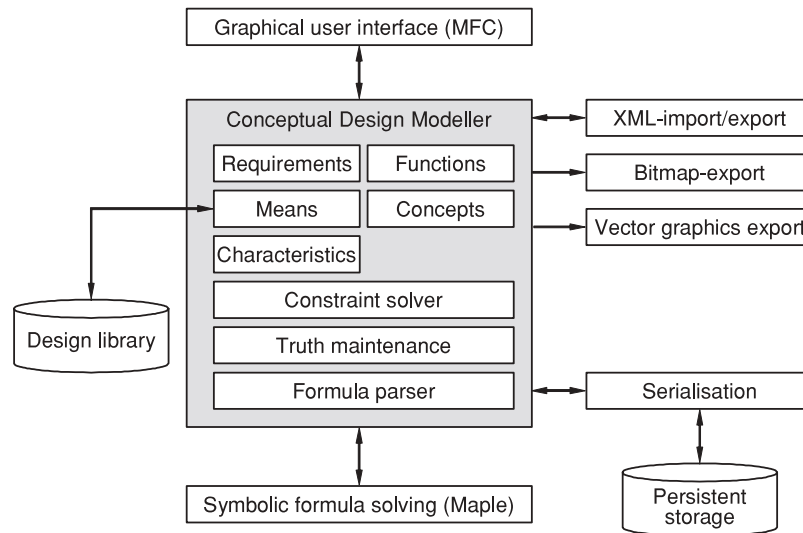 Graphical user interface (MFC)
Conceptual Design Modeller
XML-import/export
Requirements
Functions
Bitmap-export
Means
Concepts
Vector graphics export
Characteristics
Constraint solver
Design library
Truth maintenance
Formula parser
Serialisation
Symbolic formula solving (Maple)
Persistent
storage